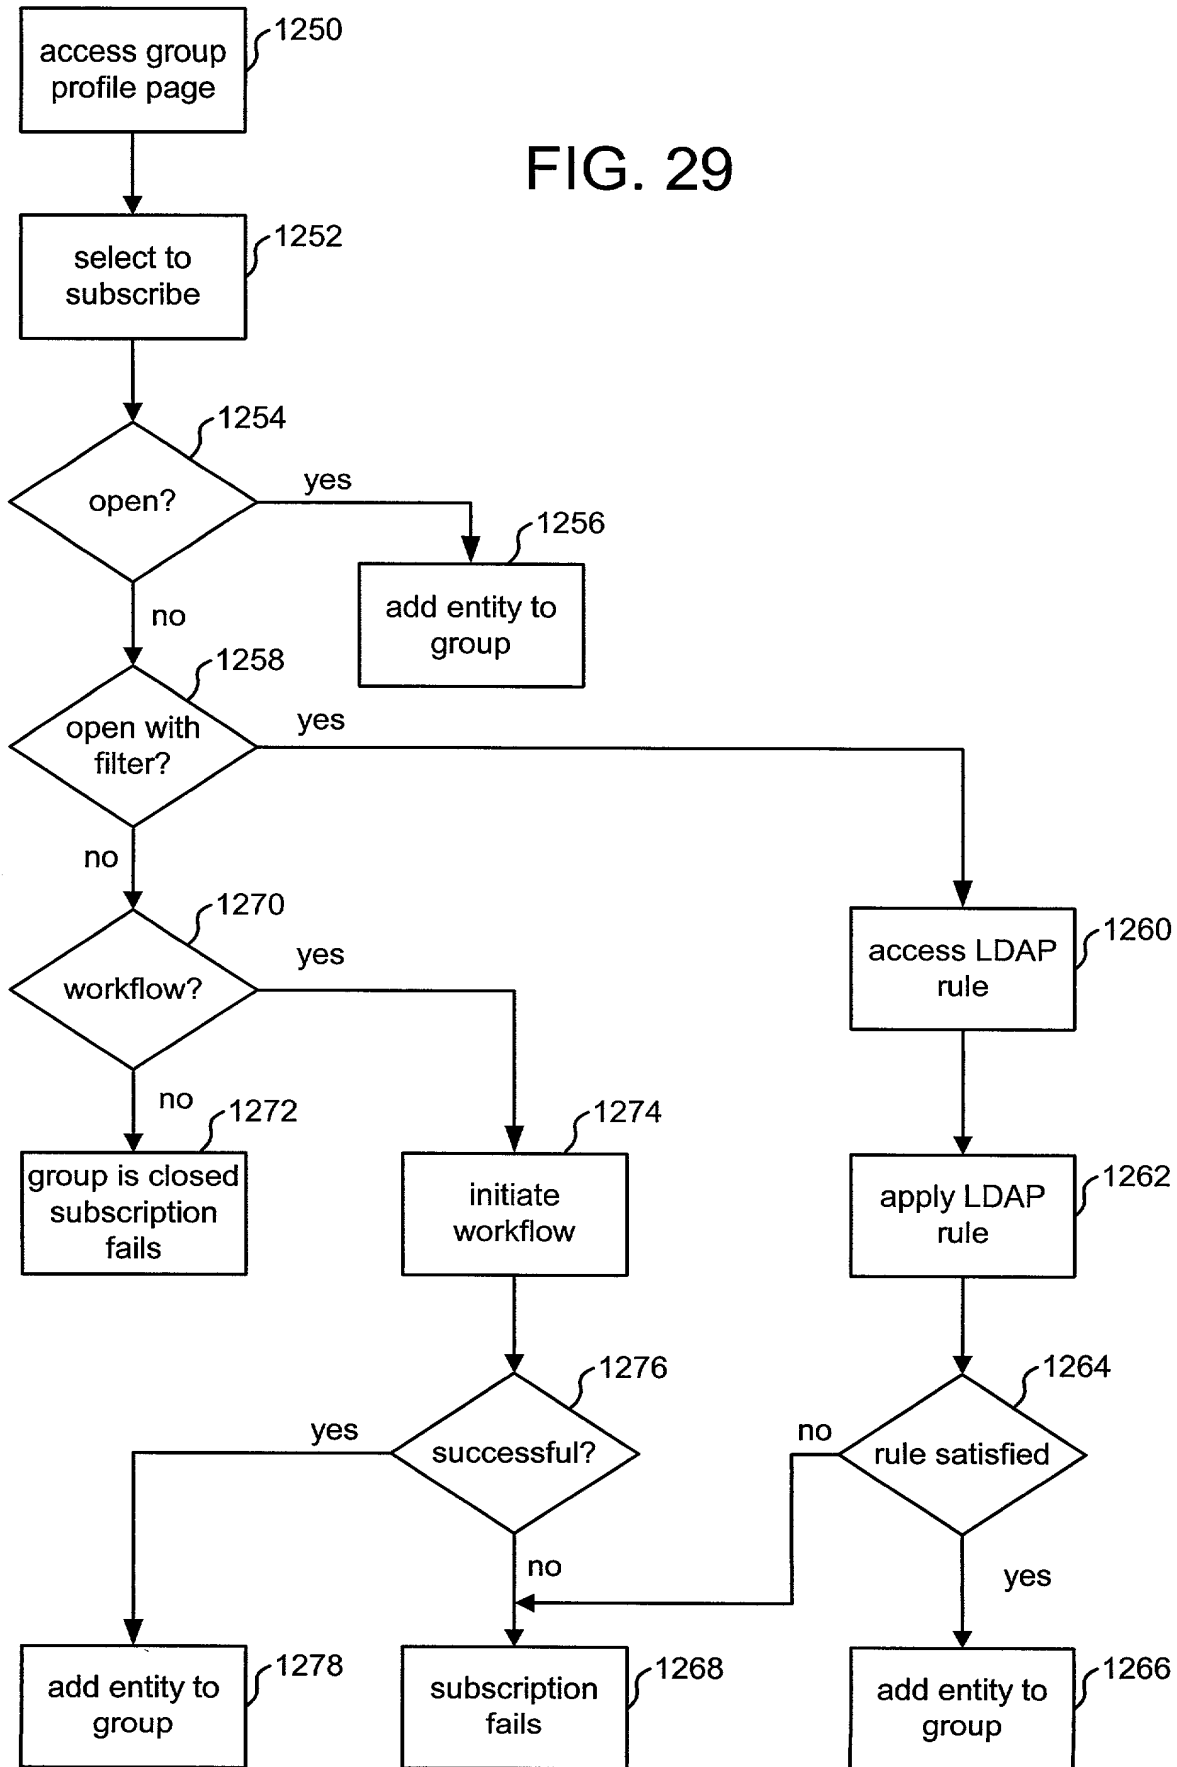 access group
profile page
1250
FIG. 29
select to
subscribe
1252
1254
open?
yes
1256
add entity to
group
no
1258
open with
filter?
yes
no
1270
workflow?
yes
1260
access LDAP
rule
no
1272
group is closed
subscription
fails
1274
initiate
workflow
1262
apply LDAP
rule
1276
successful?
yes
no
1264
rule satisfied
no
yes
1278
add entity to
group
1268
subscription
fails
1266
add entity to
group